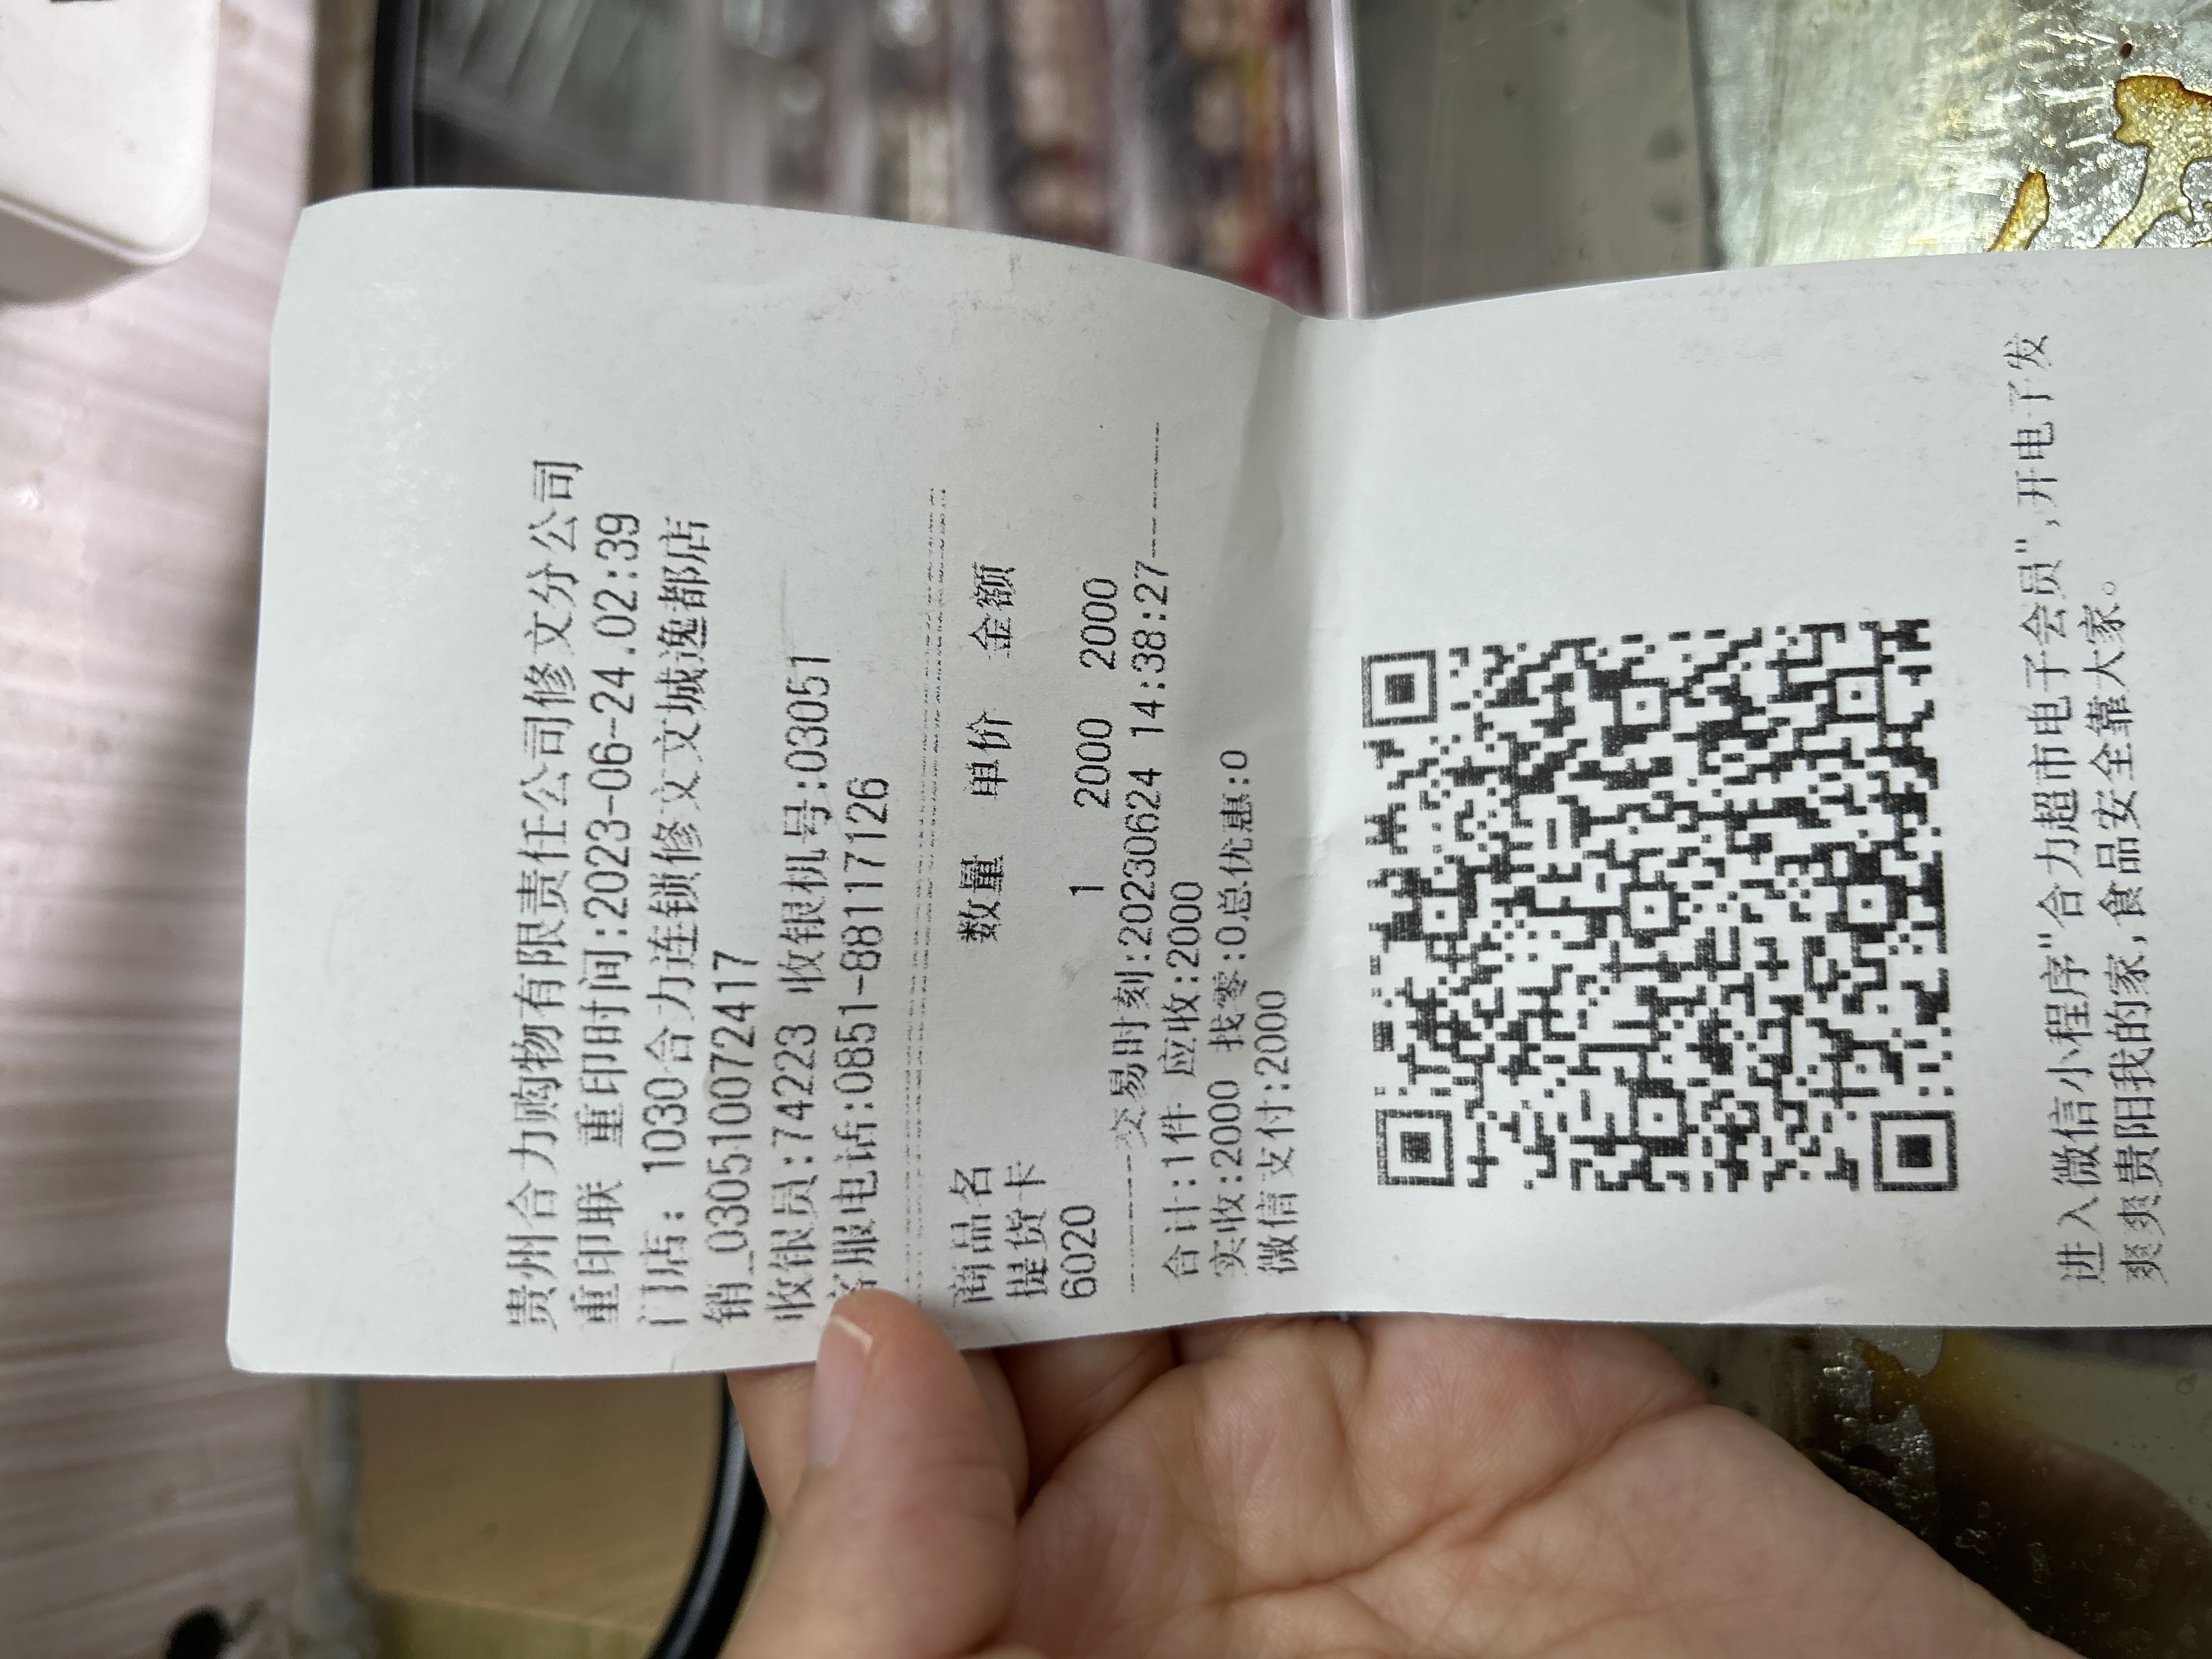 贵州合力购物有限责任公司修文分公司
重印联 重印时间:2023-06-24.02:39
门店: 1030合力连锁修文文城逸都店
销_030510072417
收银员:74223 收银机号:03051
客服电话:0851-88117126
商品名 数量 单价 金额
提货卡
6020 1 2000 2000
------交易时刻:20230624 14:38:27------
合计:1件 应收:2000
实收:2000 找零:0总优惠:0
微信支付:2000
进入微信小程序"合力超市电子会员",开电子发
爽爽贵阳我的家,食品安全靠大家。